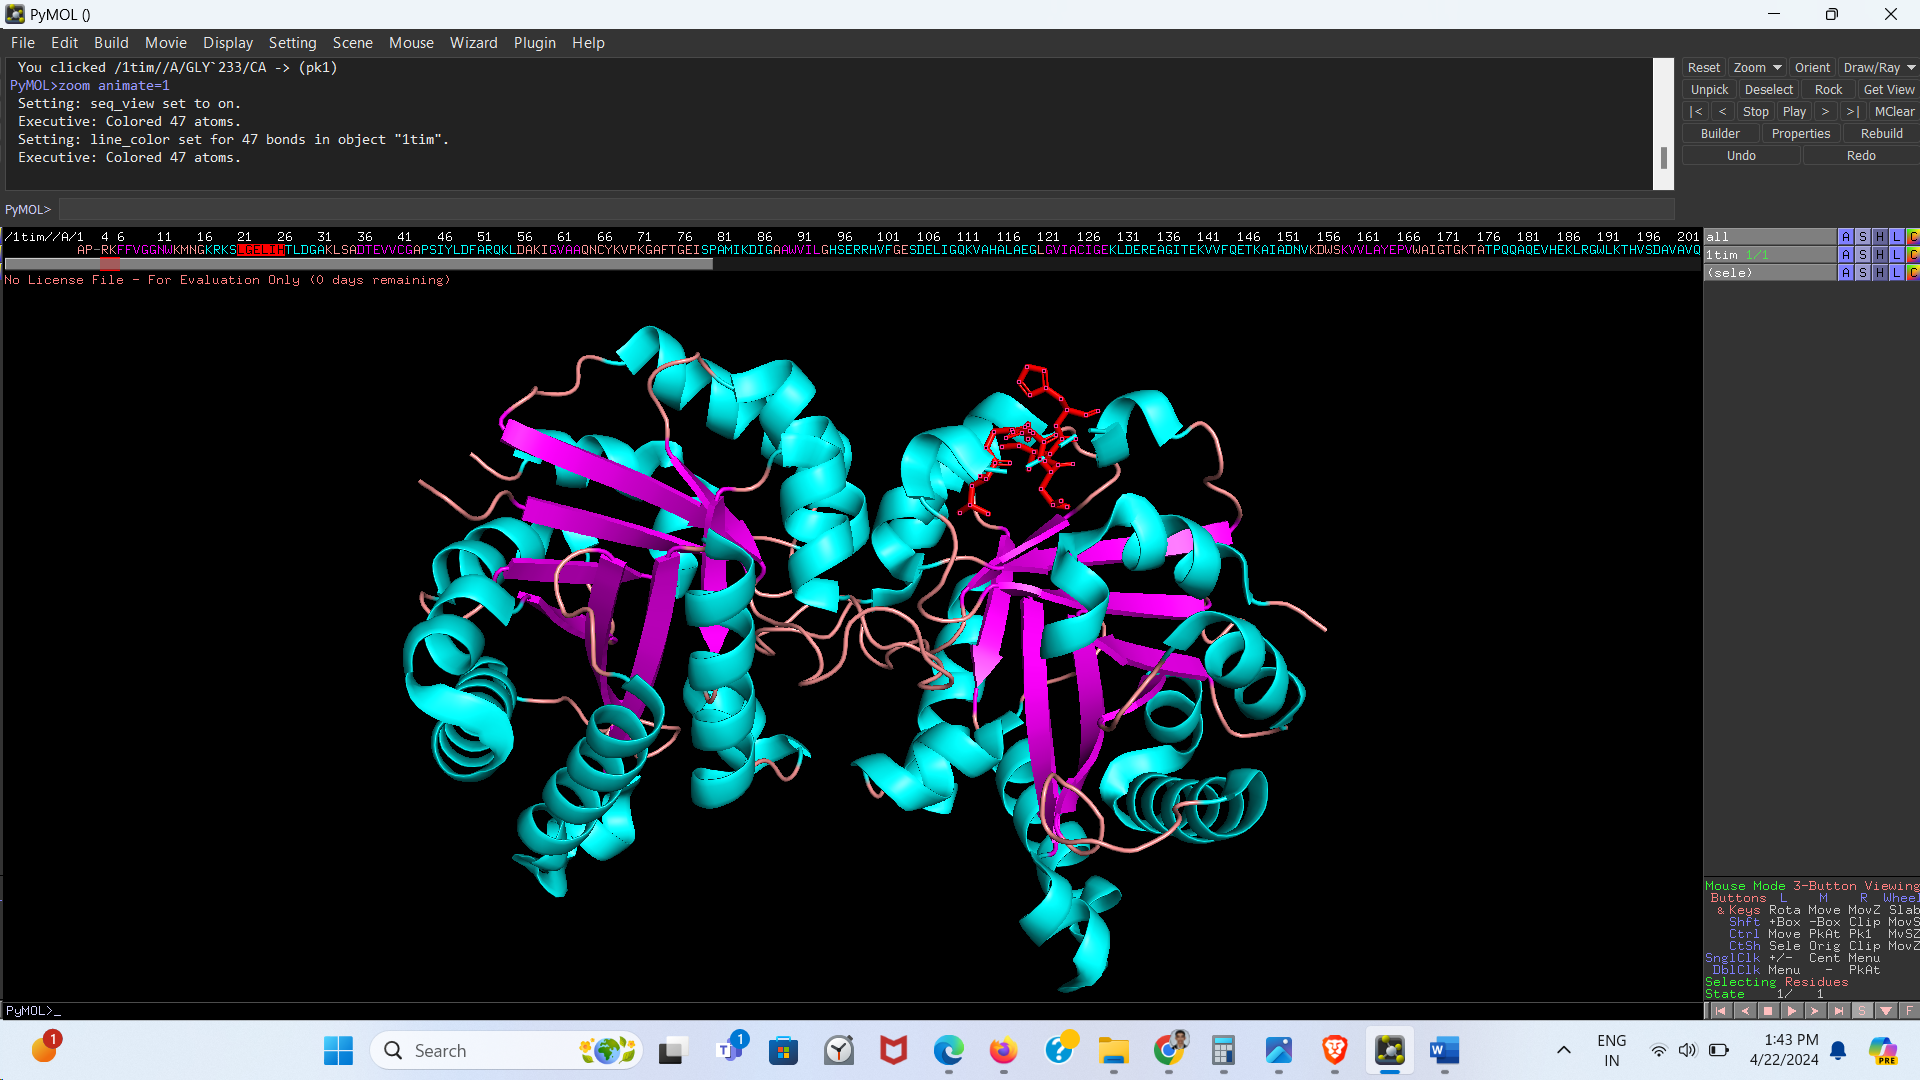 PyMOL ()
File Edit Build Movie Display Setting Scene Mouse Wizard Plugin Help
You clicked /1tim//A/GLY`233/CA -> (pk1)
PyMOL>zoom animate=1
Setting: seq_view set to on.
Executive: Colored 47 atoms.
Setting: line_color set for 47 bonds in object "1tim".
Executive: Colored 47 atoms.
Reset Zoom Orient Draw/Ray
Unpick Deselect Rock Get View
|< < Stop Play > >| MClear
Builder Properties Rebuild
Undo Redo
PyMOL>
/1tim//A/1 4 6 11 16 21 26 31 36 41 46 51 56 61 66 71 76 81 86 91 96 101 106 111 116 121 126 131 136 141 146 151 156 161 166 171 176 181 186 191 196 201
AP-RKFFVGGNWKMNGKRKSLGELIHTLDGAKLSADTEVVCGAPSIYLDFARQKLDAKIGVAAQNCYKVPKGAFTGEISPAMIKDIGAAWVILGHSERRHVFGESDELIGQKVAHALAEGLGVIACIGEKLDEREAGITEKVVFQETKAIADNVKDWSKVVLAYEPVWAIGTGKTATPQQAQEVHEKLRGWLKTHVSDAVAVQ
No License File - For Evaluation Only (0 days remaining)
all A S H L C
1tim 1/1 A S H L C
(sele) A S H L C
Mouse Mode 3-Button Viewing
Buttons L M R Wheel
& Keys Rota Move MovZ Slab
Shft +Box -Box Clip MovS
Ctrl Move PkAt Pk1 MvSZ
CtSh Sele Orig Clip MovZ
SnglClk +/- Cent Menu
DblClk Menu - PkAt
Selecting Residues
State 1/ 1
PyMOL>_
S F
1
Search
1
ENG
IN
1:43 PM
4/22/2024
PRE